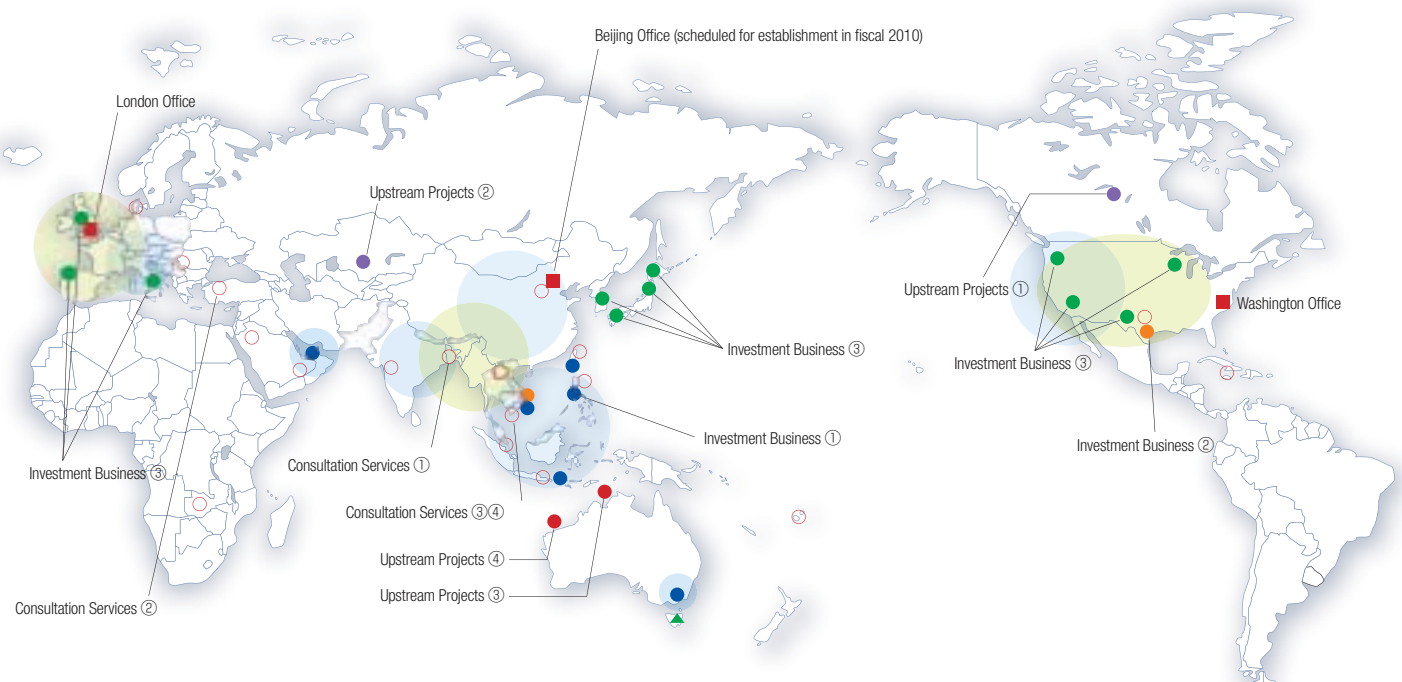 Beijing Office (scheduled for establishment in fiscal 2010)
London Office
Upstream Projects ②
Upstream Projects ①
Washington Office
Investment Business ③
Investment Business ③
Investment Business ①
Investment Business ②
Consultation Services ①
Investment Business ③
Consultation Services ③④
Upstream Projects ④
Upstream Projects ③
Consultation Services ②